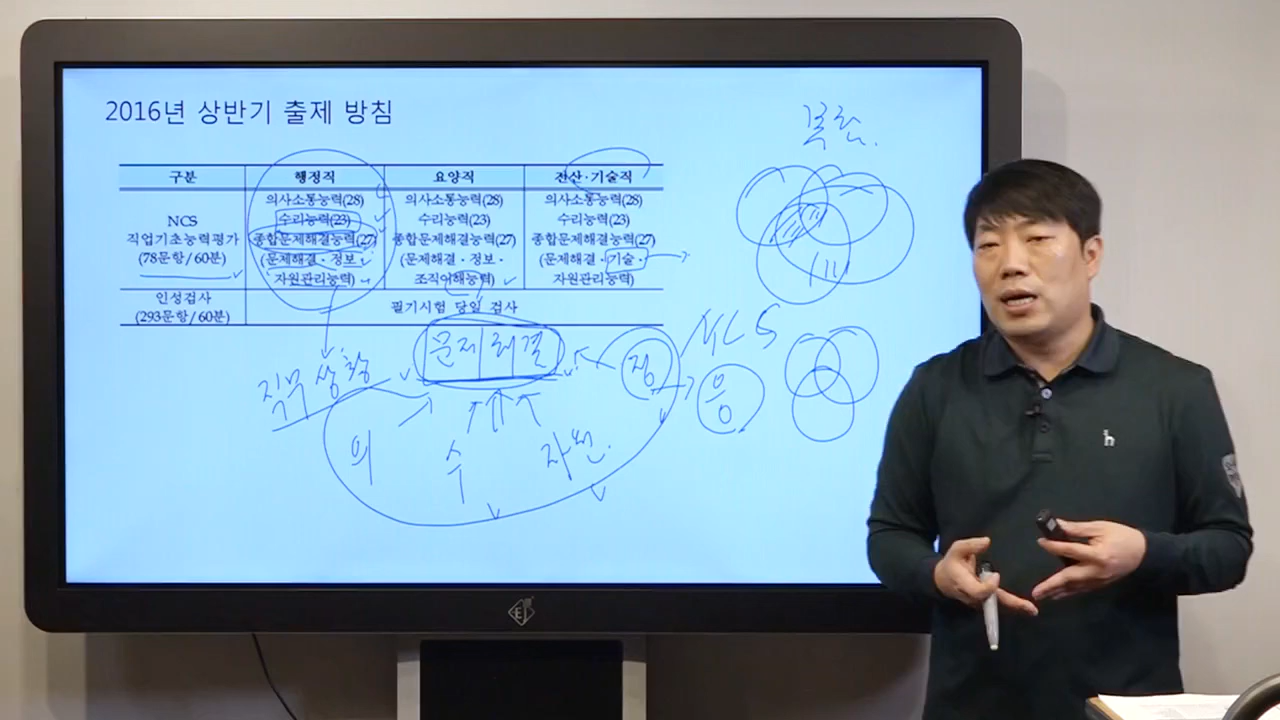 2016년 상반기 출제 방침
구분 행정직 요양직 전산·기술직
NCS
직업기초능력평가
(78문항/60분)
의사소통능력(28)
수리능력(23)
종합문제해결능력(27)
(문제해결·정보·
자원관리능력)
의사소통능력(28)
수리능력(23)
종합문제해결능력(27)
(문제해결·정보·
조직이해능력)
의사소통능력(28)
수리능력(23)
종합문제해결능력(27)
(문제해결·기술·
자원관리능력)
인성검사
(293문항/60분)
필기시험 당일 검사
문제해결
직무상황
정
응
의
수
자원.